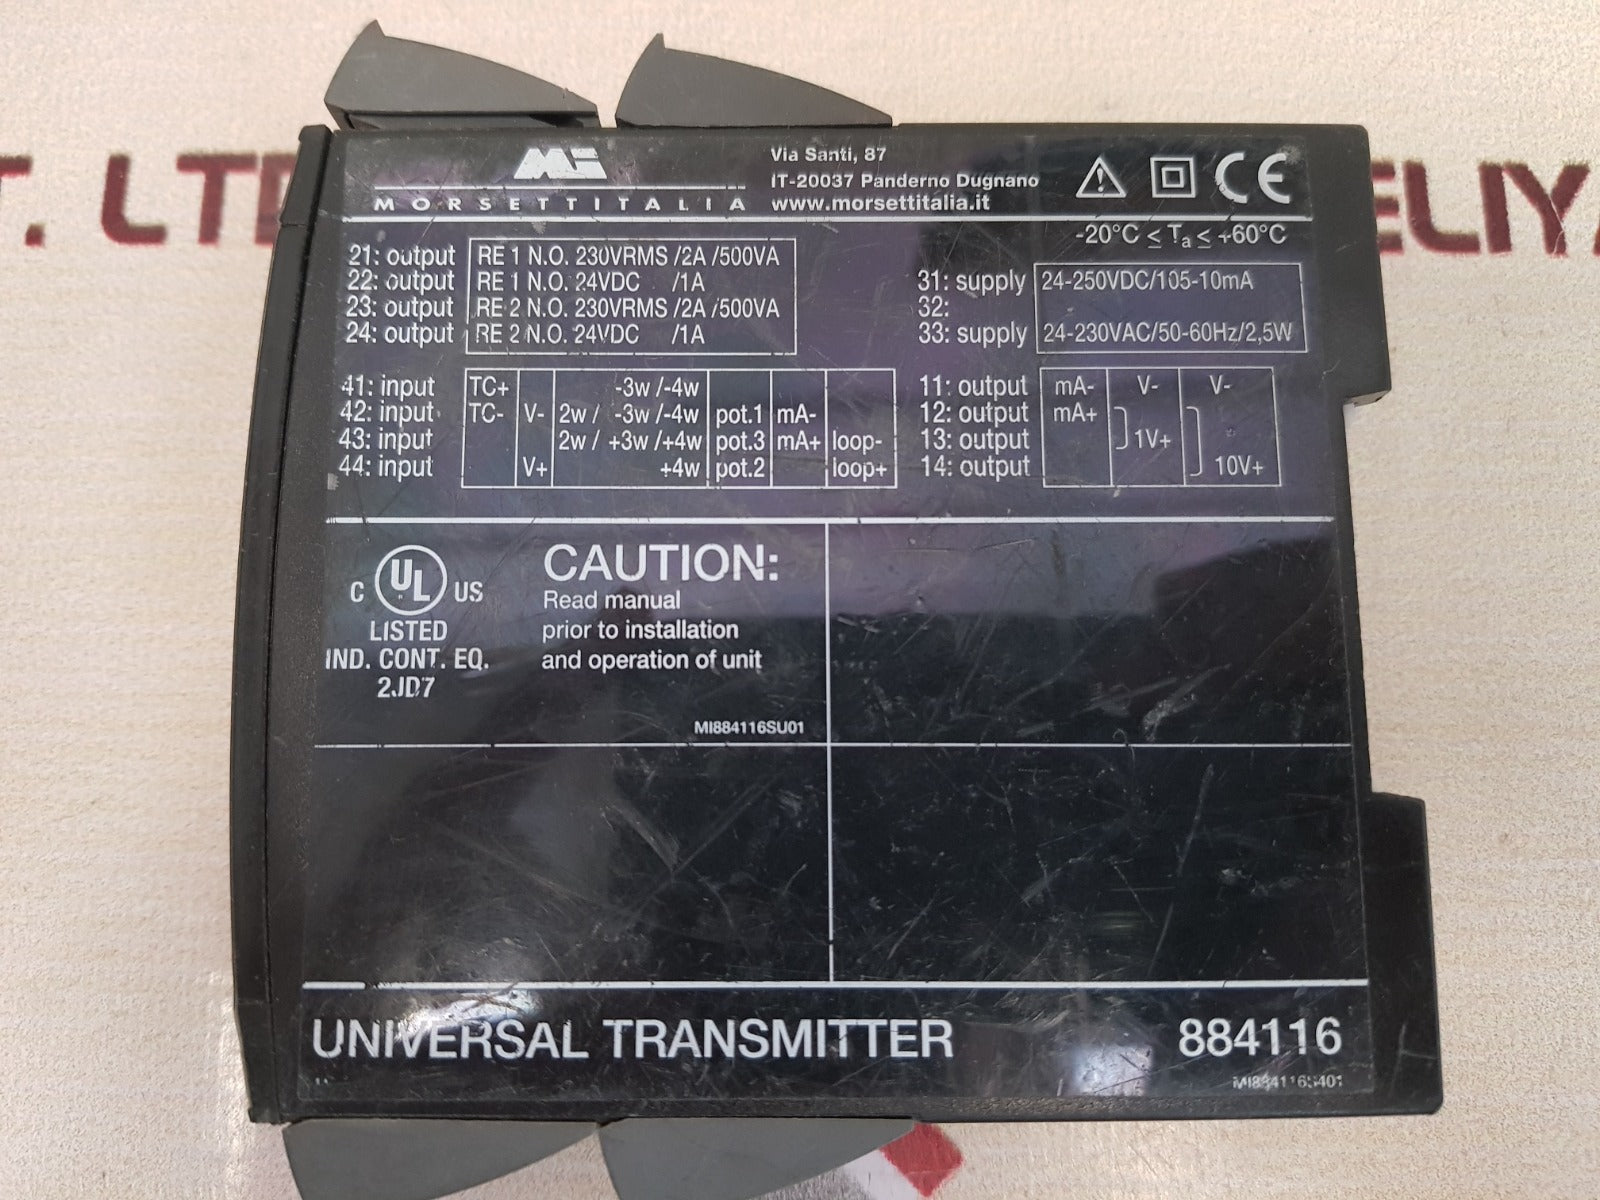 T. LTD
ELIY
MORSETTITALIA
Via Santi, 87
IT-20037 Panderno Dugnano
www.morsettitalia.it
CE
-20°C ≤ Ta ≤ +60°C
21: output RE 1 N.O. 230VRMS /2A /500VA
22: output RE 1 N.O. 24VDC /1A
23: output RE 2 N.O. 230VRMS /2A /500VA
24: output RE 2 N.O. 24VDC /1A
31: supply 24-250VDC/105-10mA
32:
33: supply 24-230VAC/50-60Hz/2,5W
41: input TC+ -3w /-4w
42: input TC- V- 2w / -3w /-4w pot.1 mA-
43: input 2w / +3w /+4w pot.3 mA+ loop-
44: input V+ +4w pot.2 loop+
11: output mA- V- V-
12: output mA+
13: output 1V+
14: output 10V+
C UL US
LISTED
IND. CONT. EQ.
2JD7
CAUTION:
Read manual
prior to installation
and operation of unit
MI884116SU01
UNIVERSAL TRANSMITTER 884116